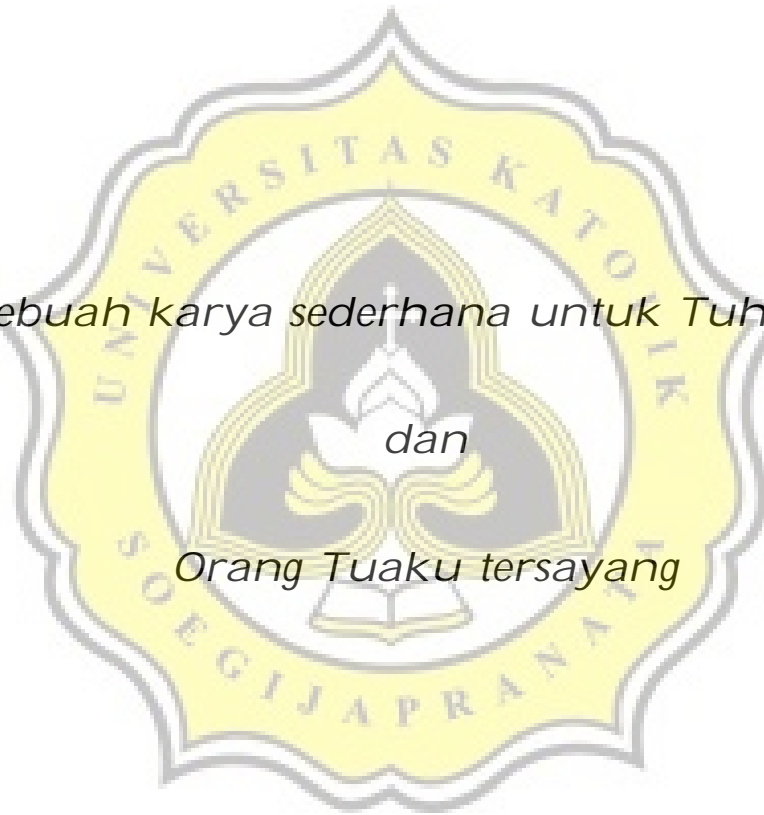 UNIVERSITAS KATOLIK
ebuah karya sederhana untuk Tuh
dan
Orang Tuaku tersayang
SOEGIJAPRANATA